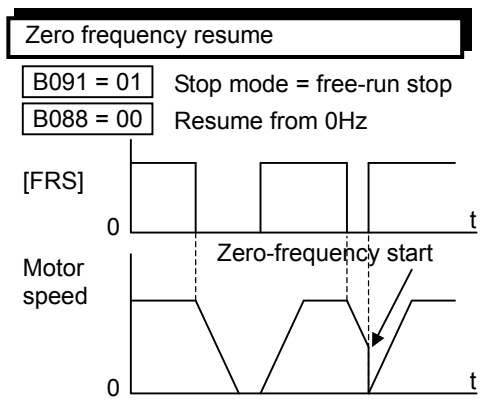 Zero frequency resume
B091 = 01 Stop mode = free-run stop
B088 = 00 Resume from 0Hz
[FRS]
0
t
Zero-frequency start
Motor
speed
0
t